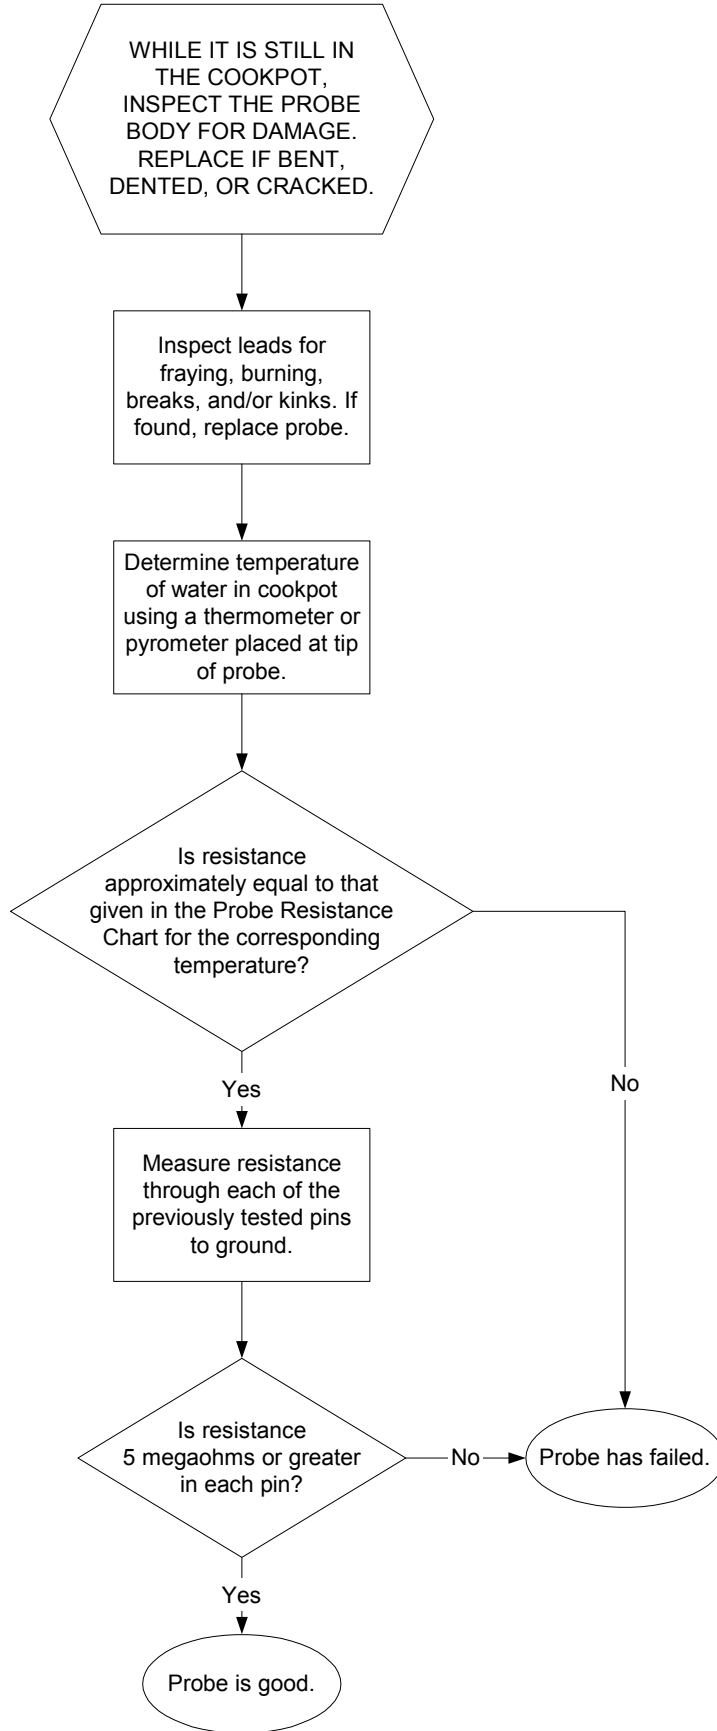 WHILE IT IS STILL IN
THE COOKPOT,
INSPECT THE PROBE
BODY FOR DAMAGE.
REPLACE IF BENT,
DENTED, OR CRACKED.
Inspect leads for
fraying, burning,
breaks, and/or kinks. If
found, replace probe.
Determine temperature
of water in cookpot
using a thermometer or
pyrometer placed at tip
of probe.
Is resistance
approximately equal to that
given in the Probe Resistance
Chart for the corresponding
temperature?
Yes
No
Measure resistance
through each of the
previously tested pins
to ground.
Is resistance
5 megaohms or greater
in each pin?
No
Probe has failed.
Yes
Probe is good.